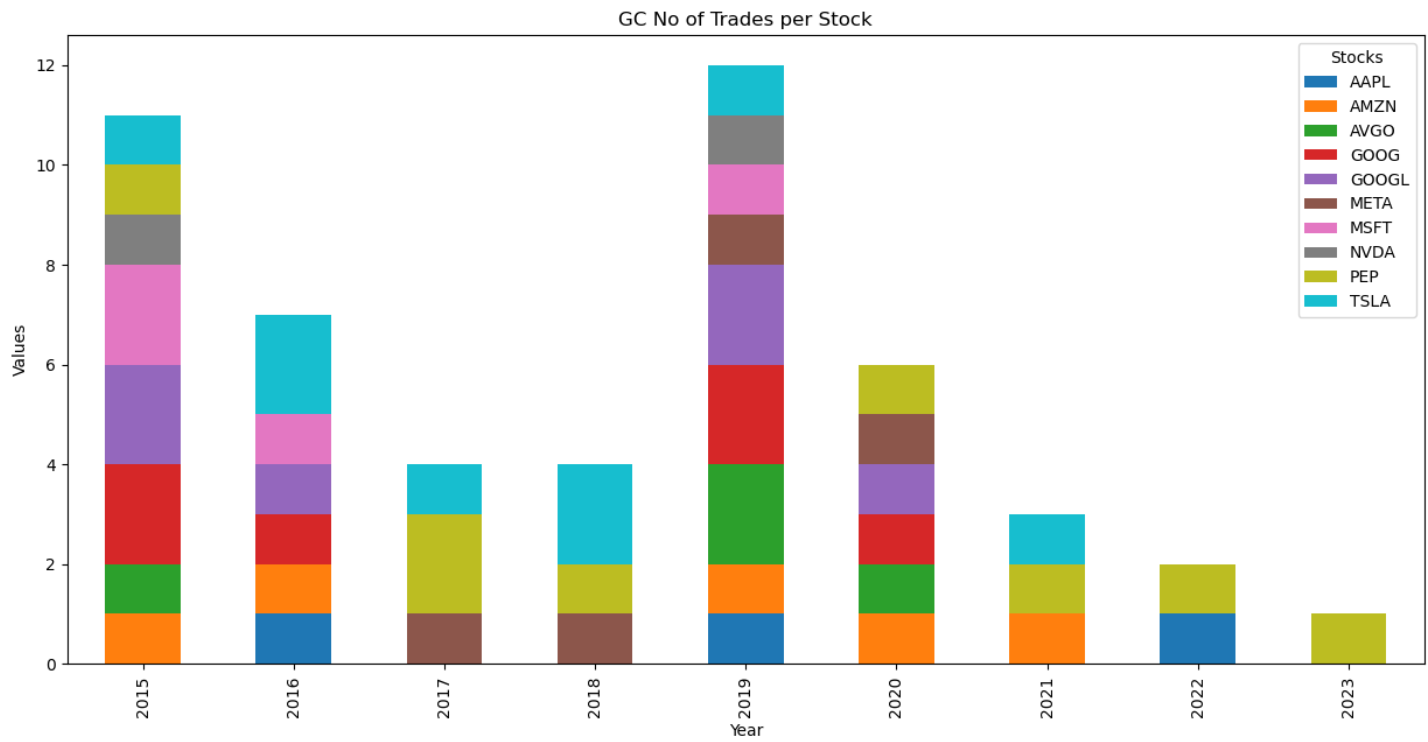 GC No of Trades per Stock
Stocks
AAPL
AMZN
AVGO
GOOG
GOOGL
META
MSFT
NVDA
PEP
TSLA
Values
12
10
8
6
4
2
0
2015 2016 2017 2018 2019 2020 2021 2022 2023
Year